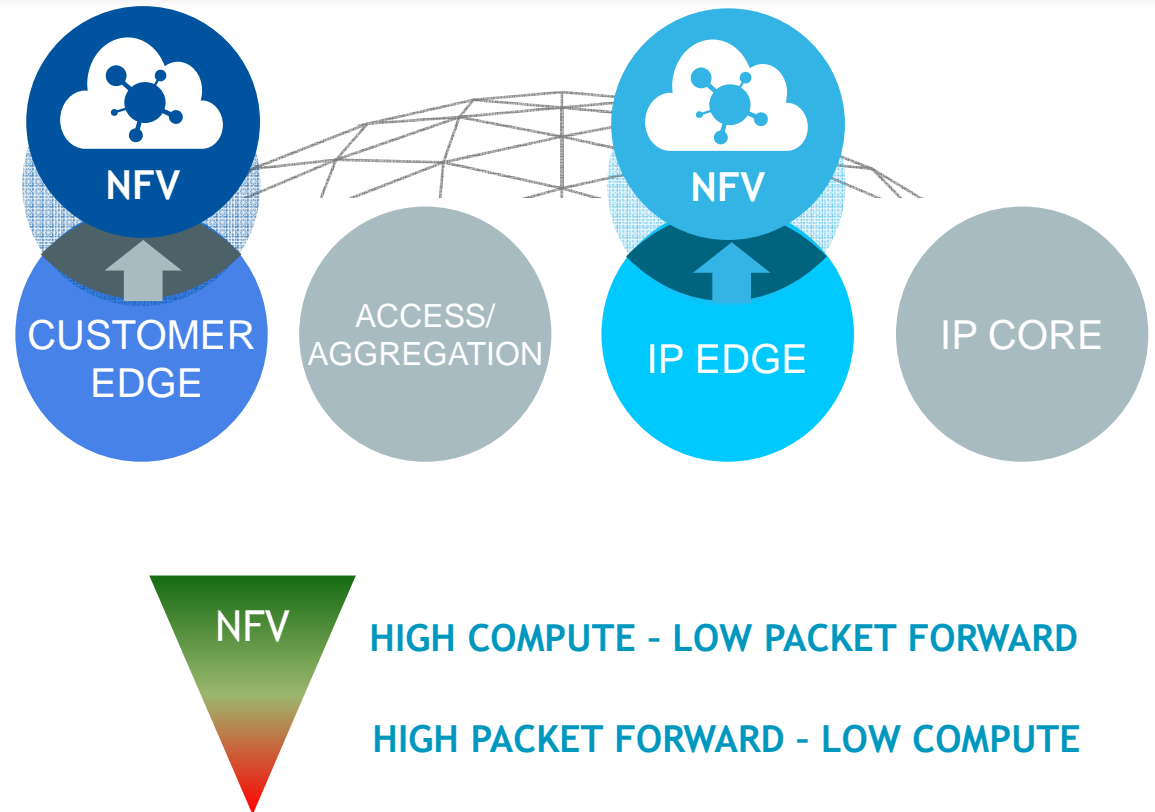 NFV
NFV
CUSTOMER
EDGE
ACCESS/
AGGREGATION
IP EDGE
IP CORE
NFV
HIGH COMPUTE – LOW PACKET FORWARD
HIGH PACKET FORWARD – LOW COMPUTE